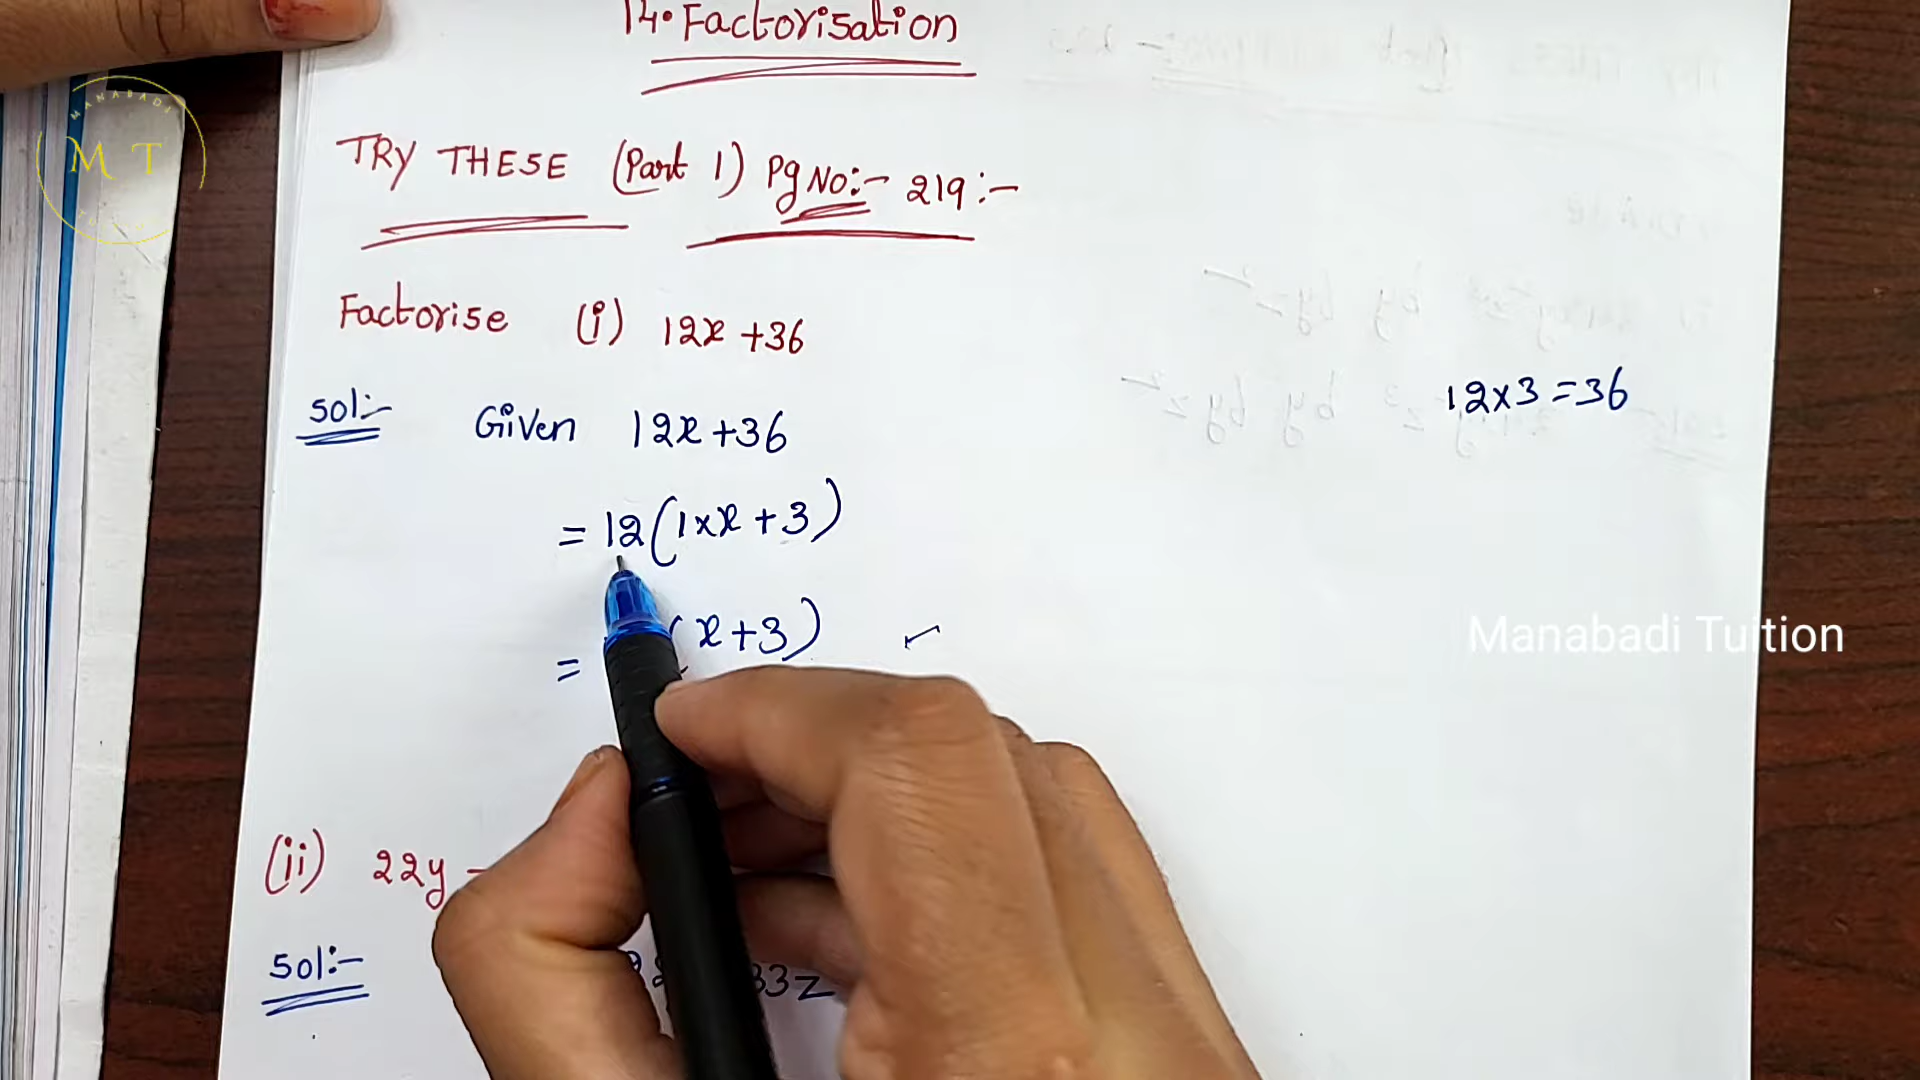 14. Factorisation
TRY THESE (Part 1) Pg No:- 219:-
Factorise (i) 12x +36
12x3=36
Sol:- Given 12x+36
= 12(1xx+3)
= (x+3) ✓
Manabadi Tuition
(ii) 22y -
Sol:- 33z
MANABADI
M T